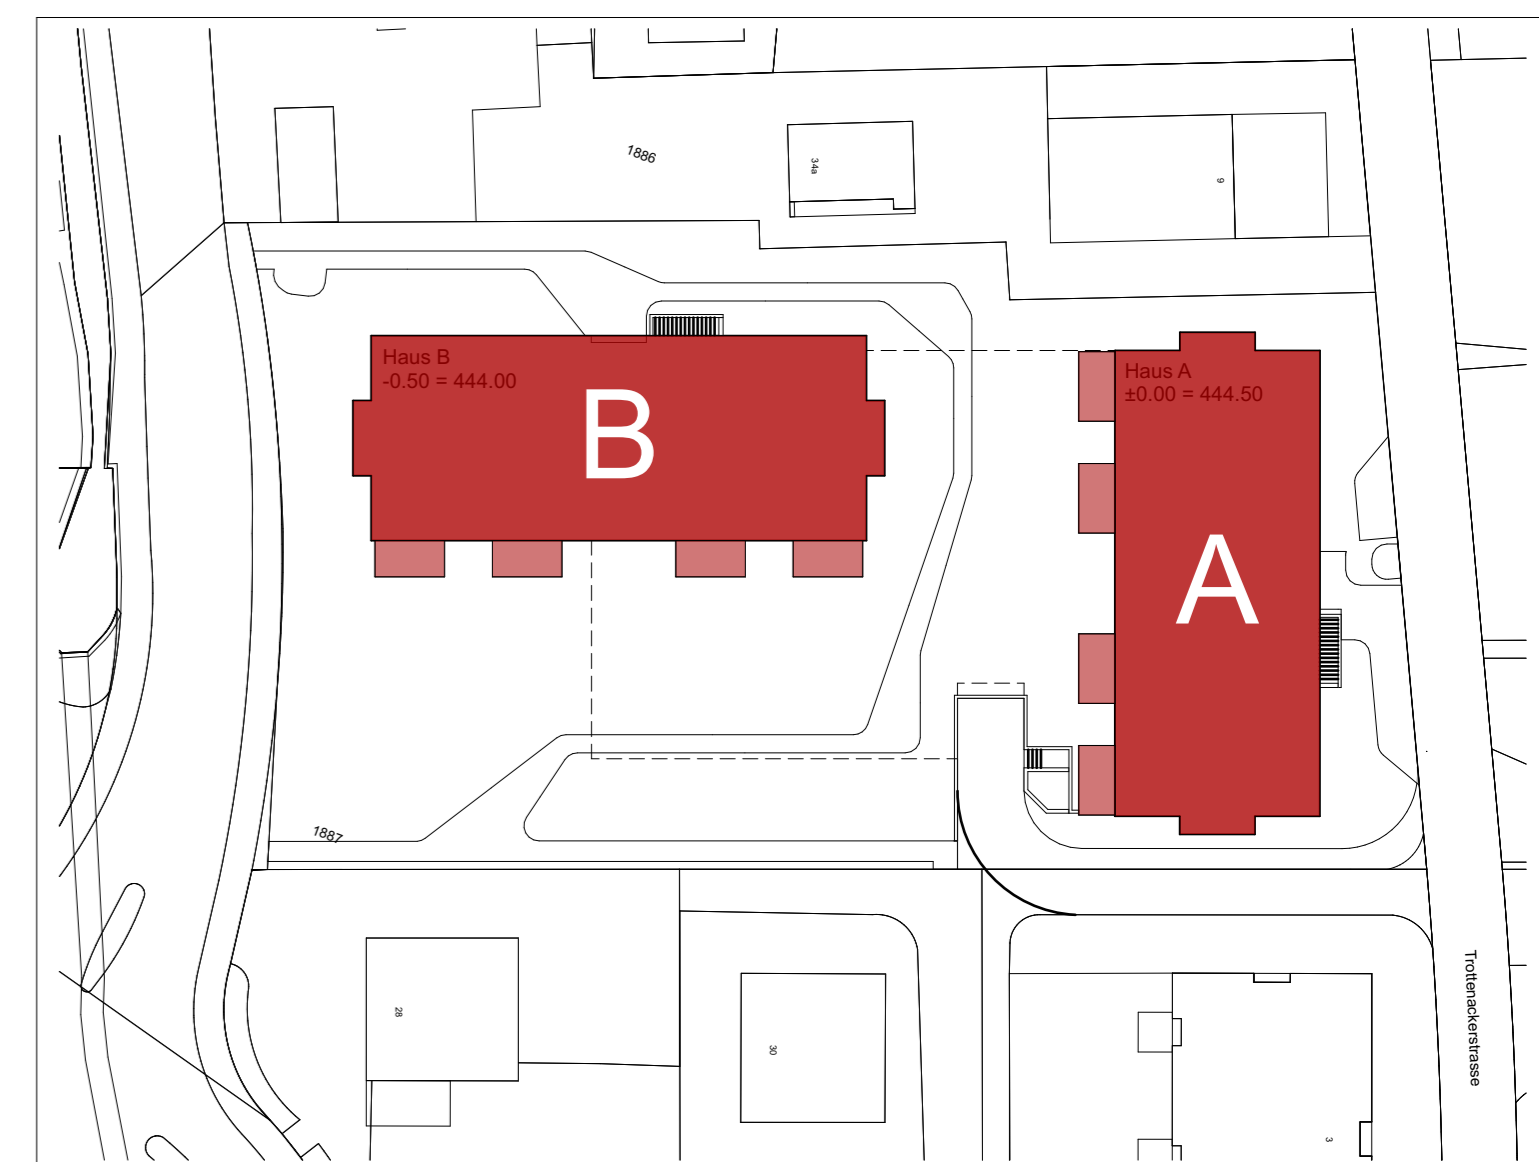 1886
34a
9
Haus B
-0.50 = 444.00
B
Haus A
±0.00 = 444.50
A
1887
28
30
3
Trottenackerstrasse